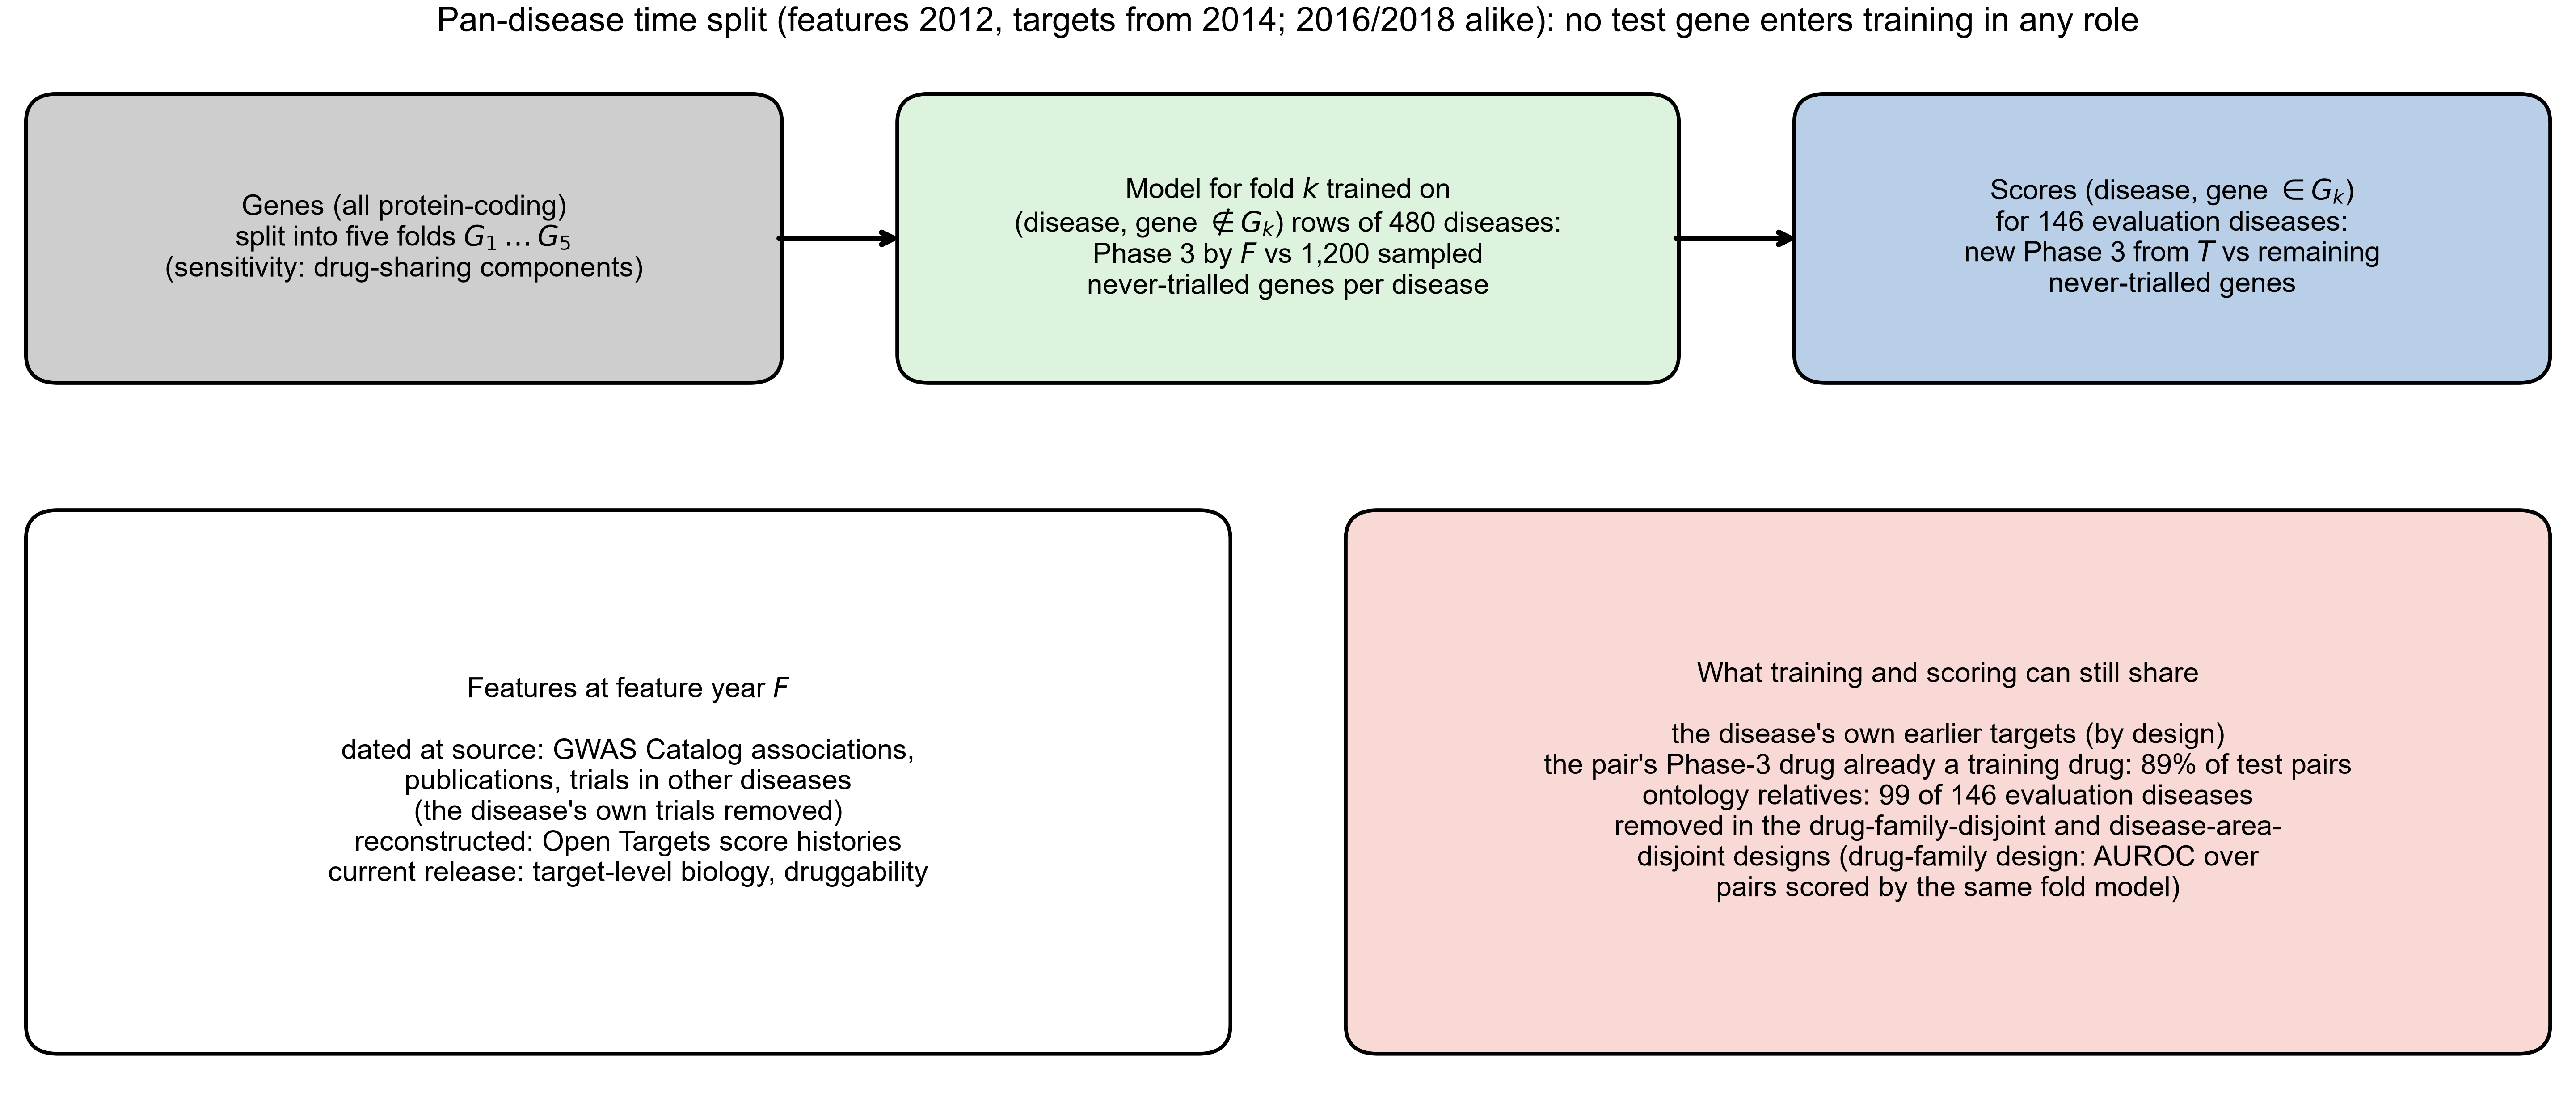 Pan-disease time split (features 2012, targets from 2014; 2016/2018 alike): no test gene enters training in any role
Genes (all protein-coding)
split into five folds G₁ … G₅
(sensitivity: drug-sharing components)
Model for fold k trained on
(disease, gene ∉ Gₖ) rows of 480 diseases:
Phase 3 by F vs 1,200 sampled
never-trialled genes per disease
Scores (disease, gene ∈ Gₖ)
for 146 evaluation diseases:
new Phase 3 from T vs remaining
never-trialled genes
Features at feature year F
dated at source: GWAS Catalog associations,
publications, trials in other diseases
(the disease's own trials removed)
reconstructed: Open Targets score histories
current release: target-level biology, druggability
What training and scoring can still share
the disease's own earlier targets (by design)
the pair's Phase-3 drug already a training drug: 89% of test pairs
ontology relatives: 99 of 146 evaluation diseases
removed in the drug-family-disjoint and disease-area-
disjoint designs (drug-family design: AUROC over
pairs scored by the same fold model)